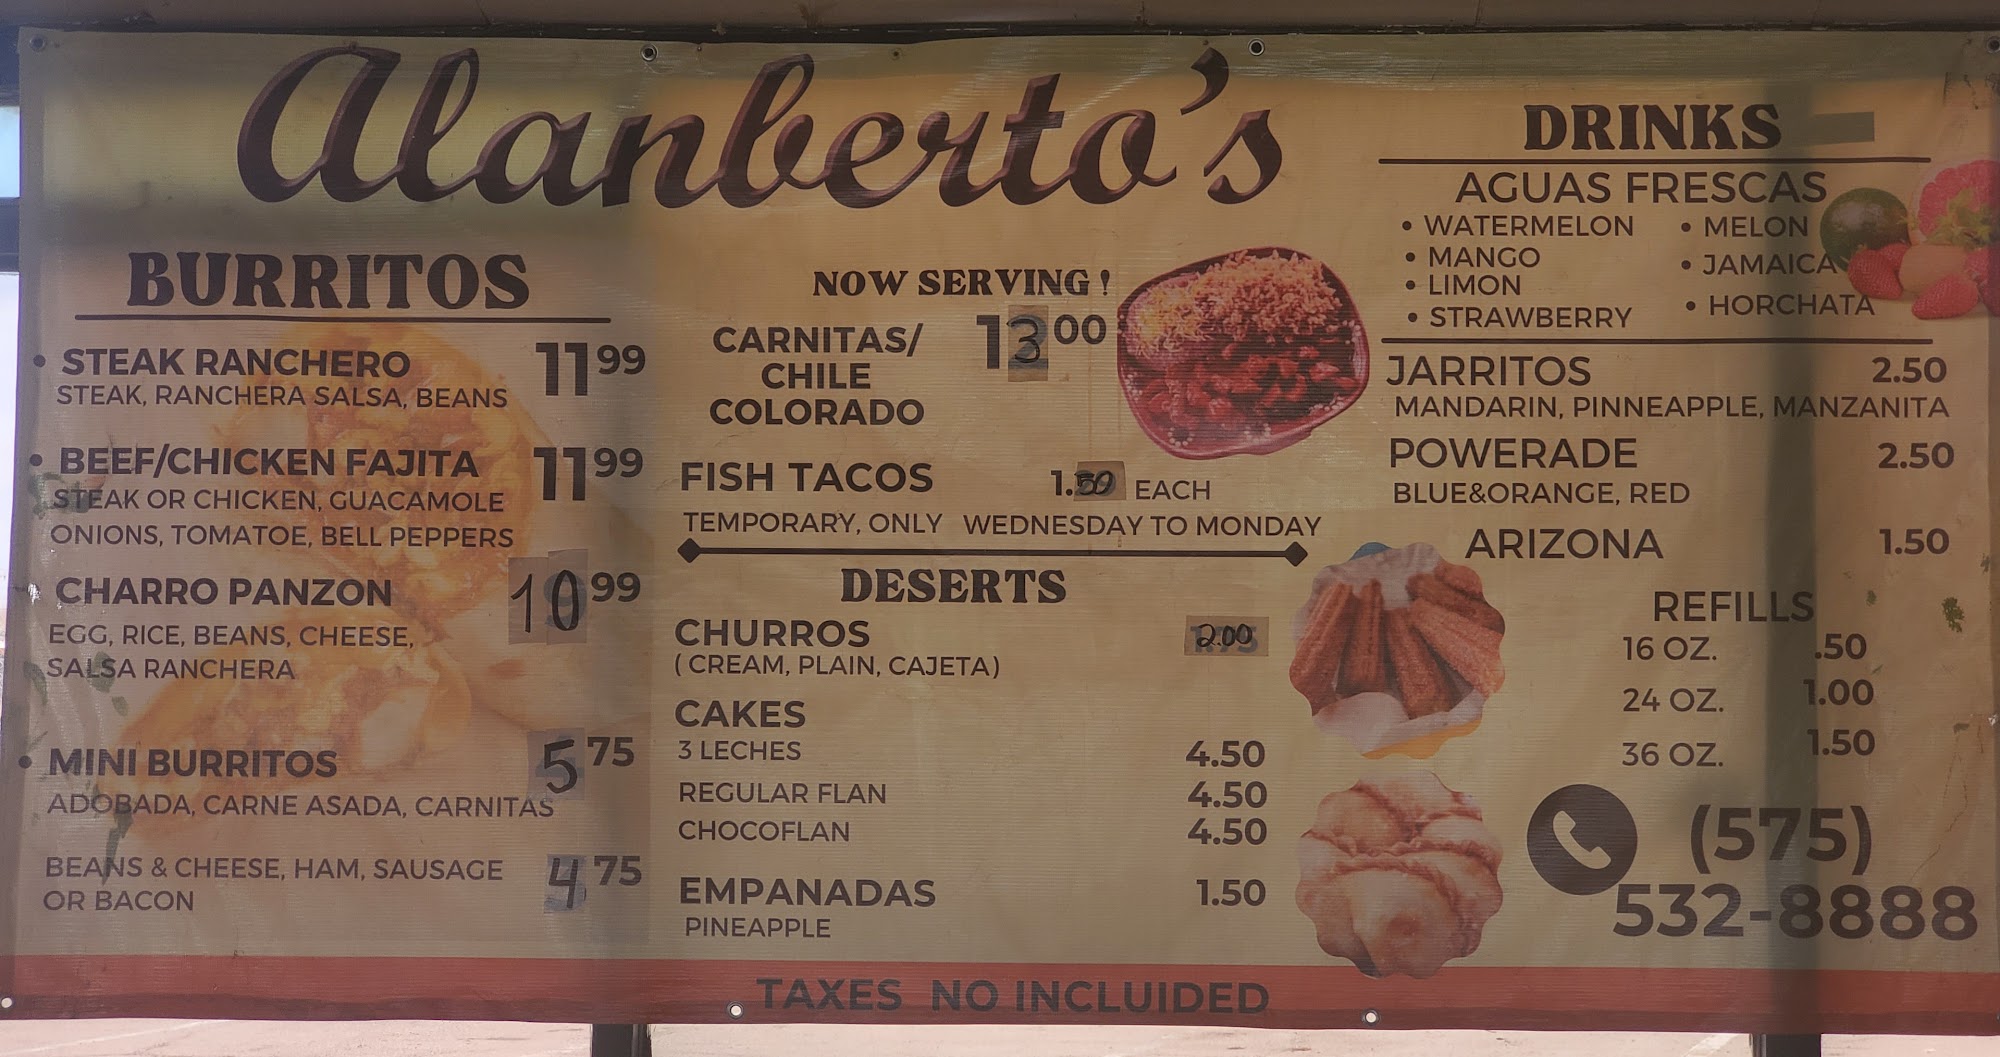 Alanberto's
BURRITOS
• STEAK RANCHERO 11 99
STEAK, RANCHERA SALSA, BEANS
• BEEF/CHICKEN FAJITA 11 99
STEAK OR CHICKEN, GUACAMOLE
ONIONS, TOMATOE, BELL PEPPERS
CHARRO PANZON 10 99
EGG, RICE, BEANS, CHEESE,
SALSA RANCHERA
• MINI BURRITOS 5 75
ADOBADA, CARNE ASADA, CARNITAS
BEANS & CHEESE, HAM, SAUSAGE 4 75
OR BACON
NOW SERVING !
CARNITAS/ 13 00
CHILE
COLORADO
FISH TACOS EACH
TEMPORARY, ONLY WEDNESDAY TO MONDAY
DESERTS
CHURROS 2.00
( CREAM, PLAIN, CAJETA)
CAKES
3 LECHES 4.50
REGULAR FLAN 4.50
CHOCOFLAN 4.50
EMPANADAS 1.50
PINEAPPLE
DRINKS
AGUAS FRESCAS
• WATERMELON
• MANGO
• LIMON
• STRAWBERRY
• MELON
• JAMAICA
• HORCHATA
JARRITOS 2.50
MANDARIN, PINNEAPPLE, MANZANITA
POWERADE 2.50
BLUE&ORANGE, RED
ARIZONA 1.50
REFILLS
16 OZ. .50
24 OZ. 1.00
36 OZ. 1.50
(575)
532-8888
TAXES NO INCLUIDED